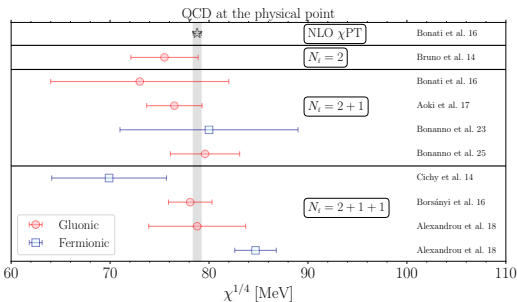 QCD at the physical point
NLO χPT Bonati et al. 16
N_f = 2 Bruno et al. 14
Bonati et al. 16
N_f = 2 + 1 Aoki et al. 17
Bonanno et al. 23
Bonanno et al. 25
Cichy et al. 14
N_f = 2 + 1 + 1 Borsányi et al. 16
Gluonic Alexandrou et al. 18
Fermionic Alexandrou et al. 18
60 70 80 90 100 110
χ^{1/4} [MeV]